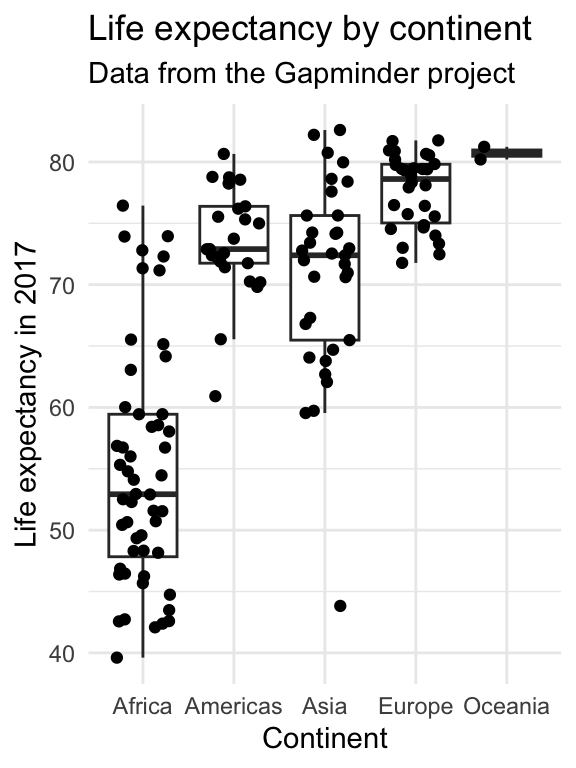 Life expectancy by continent
Data from the Gapminder project
Life expectancy in 2017
80
70
60
50
40
Africa Americas Asia Europe Oceania
Continent